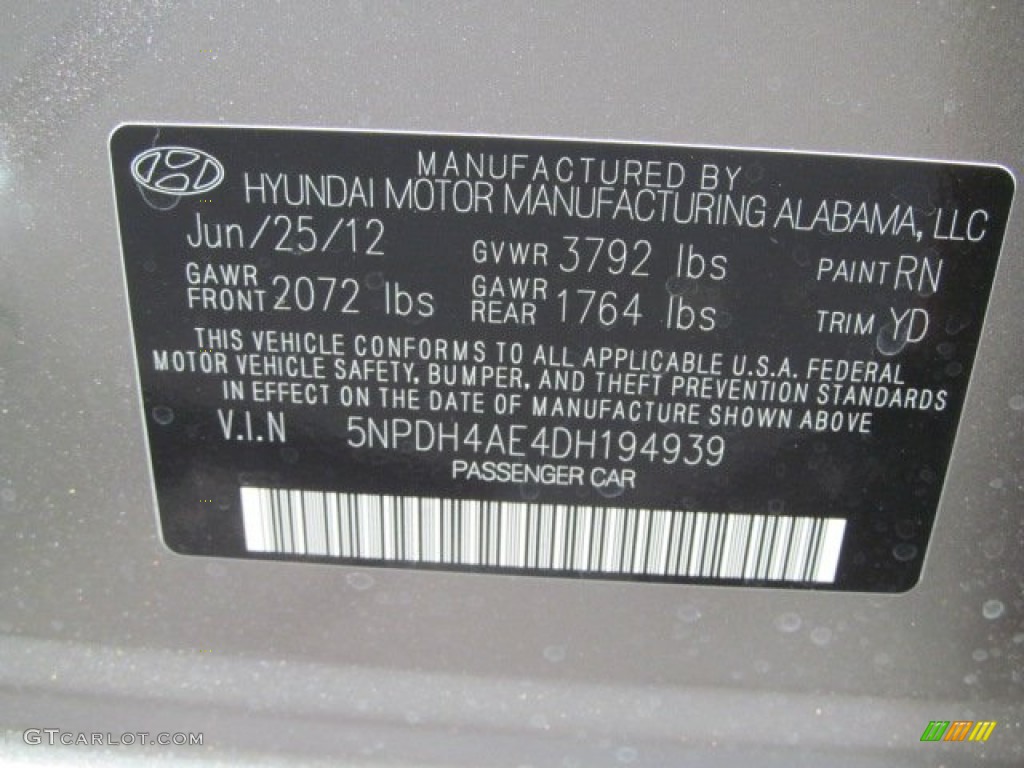 MANUFACTURED BY
HYUNDAI MOTOR MANUFACTURING ALABAMA, LLC
Jun/25/12 GVWR 3792 lbs PAINT RN
GAWR FRONT 2072 lbs GAWR REAR 1764 lbs TRIM YD
THIS VEHICLE CONFORMS TO ALL APPLICABLE U.S.A. FEDERAL
MOTOR VEHICLE SAFETY, BUMPER, AND THEFT PREVENTION STANDARDS
IN EFFECT ON THE DATE OF MANUFACTURE SHOWN ABOVE
V.I.N 5NPDH4AE4DH194939
PASSENGER CAR
GTCARLOT.COM